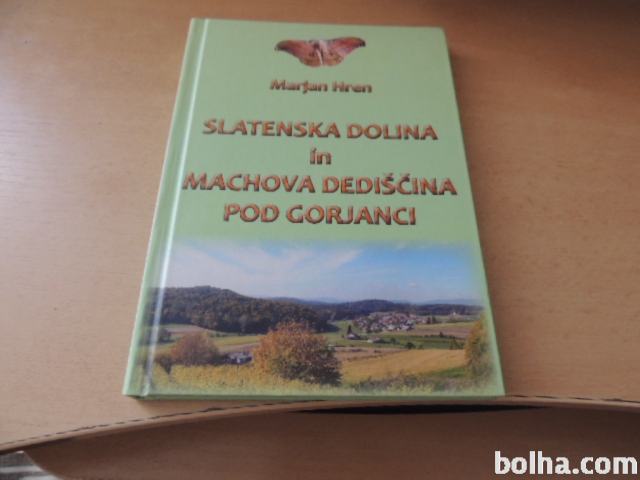 Marjan Hren
SLATENSKA DOLINA
in
MACHOVA DEDIŠČINA
POD GORJANCI
bolha.com